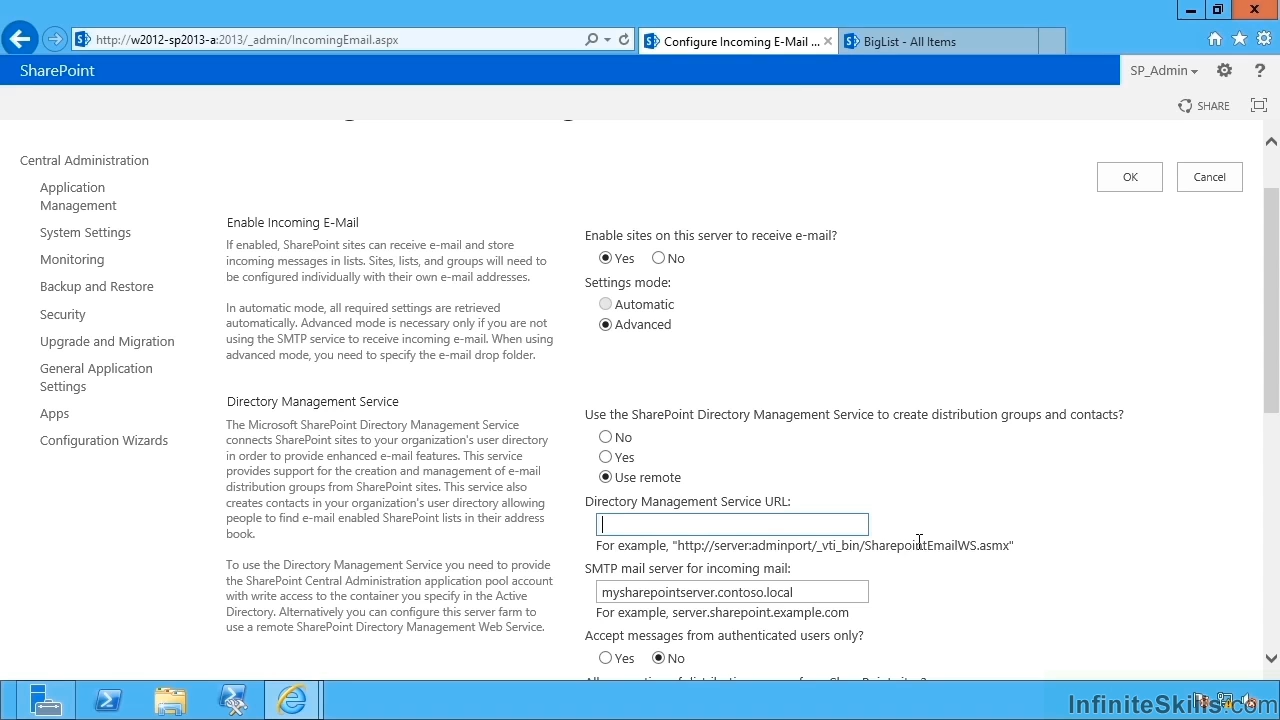 http://w2012-sp2013-a:2013/_admin/IncomingEmail.aspx
Configure Incoming E-Mail ...
BigList - All Items
SharePoint
SP_Admin
SHARE
Central Administration
Application
Management
System Settings
Monitoring
Backup and Restore
Security
Upgrade and Migration
General Application
Settings
Apps
Configuration Wizards
OK
Cancel
Enable Incoming E-Mail
If enabled, SharePoint sites can receive e-mail and store
incoming messages in lists. Sites, lists, and groups will need to
be configured individually with their own e-mail addresses.
In automatic mode, all required settings are retrieved
automatically. Advanced mode is necessary only if you are not
using the SMTP service to receive incoming e-mail. When using
advanced mode, you need to specify the e-mail drop folder.
Enable sites on this server to receive e-mail?
Yes
No
Settings mode:
Automatic
Advanced
Directory Management Service
The Microsoft SharePoint Directory Management Service
connects SharePoint sites to your organization's user directory
in order to provide enhanced e-mail features. This service
provides support for the creation and management of e-mail
distribution groups from SharePoint sites. This service also
creates contacts in your organization's user directory allowing
people to find e-mail enabled SharePoint lists in their address
book.
To use the Directory Management Service you need to provide
the SharePoint Central Administration application pool account
with write access to the container you specify in the Active
Directory. Alternatively you can configure this server farm to
use a remote SharePoint Directory Management Web Service.
Use the SharePoint Directory Management Service to create distribution groups and contacts?
No
Yes
Use remote
Directory Management Service URL:
For example, "http://server:adminport/_vti_bin/SharepointEmailWS.asmx"
SMTP mail server for incoming mail:
mysharepointserver.contoso.local
For example, server.sharepoint.example.com
Accept messages from authenticated users only?
Yes
No
InfiniteSkills.com